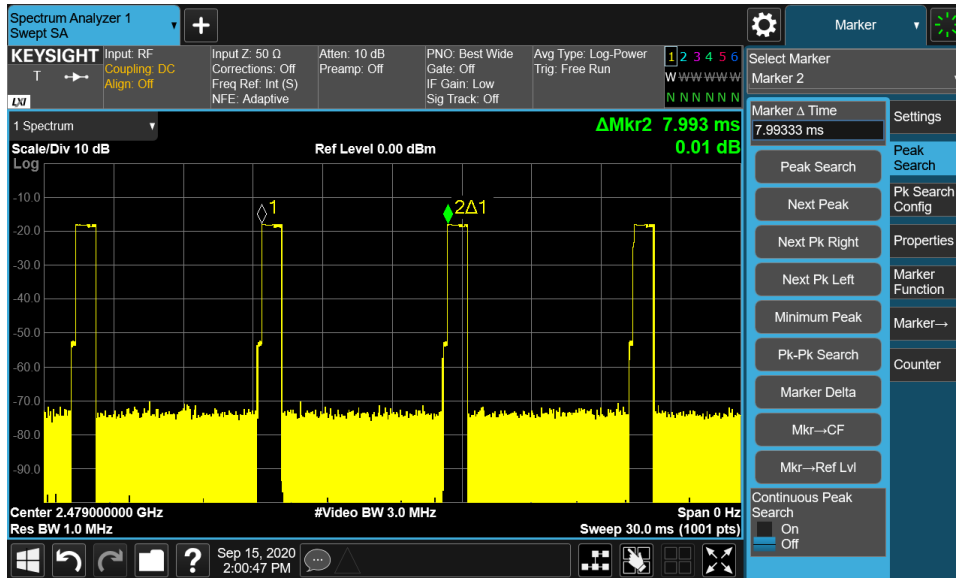 Spectrum Analyzer 1
Swept SA
Marker
KEYSIGHT
Input: RF
Coupling: DC
Align: Off
Input Z: 50 Ω
Corrections: Off
Freq Ref: Int (S)
NFE: Adaptive
Atten: 10 dB
Preamp: Off
PNO: Best Wide
Gate: Off
IF Gain: Low
Sig Track: Off
Avg Type: Log-Power
Trig: Free Run
1 2 3 4 5 6
W W W W W W
N N N N N N
T
LXI
Select Marker
Marker 2
1 Spectrum
ΔMkr2 7.993 ms
Scale/Div 10 dB
Ref Level 0.00 dBm
0.01 dB
Log
-10.0
-20.0
-30.0
-40.0
-50.0
-60.0
-70.0
-80.0
-90.0
1
2Δ1
Center 2.479000000 GHz
#Video BW 3.0 MHz
Span 0 Hz
Res BW 1.0 MHz
Sweep 30.0 ms (1001 pts)
Marker Δ Time
7.99333 ms
Peak Search
Next Peak
Next Pk Right
Next Pk Left
Minimum Peak
Pk-Pk Search
Marker Delta
Mkr→CF
Mkr→Ref Lvl
Continuous Peak
Search
On
Off
Settings
Peak
Search
Pk Search
Config
Properties
Marker
Function
Marker→
Counter
Sep 15, 2020
2:00:47 PM